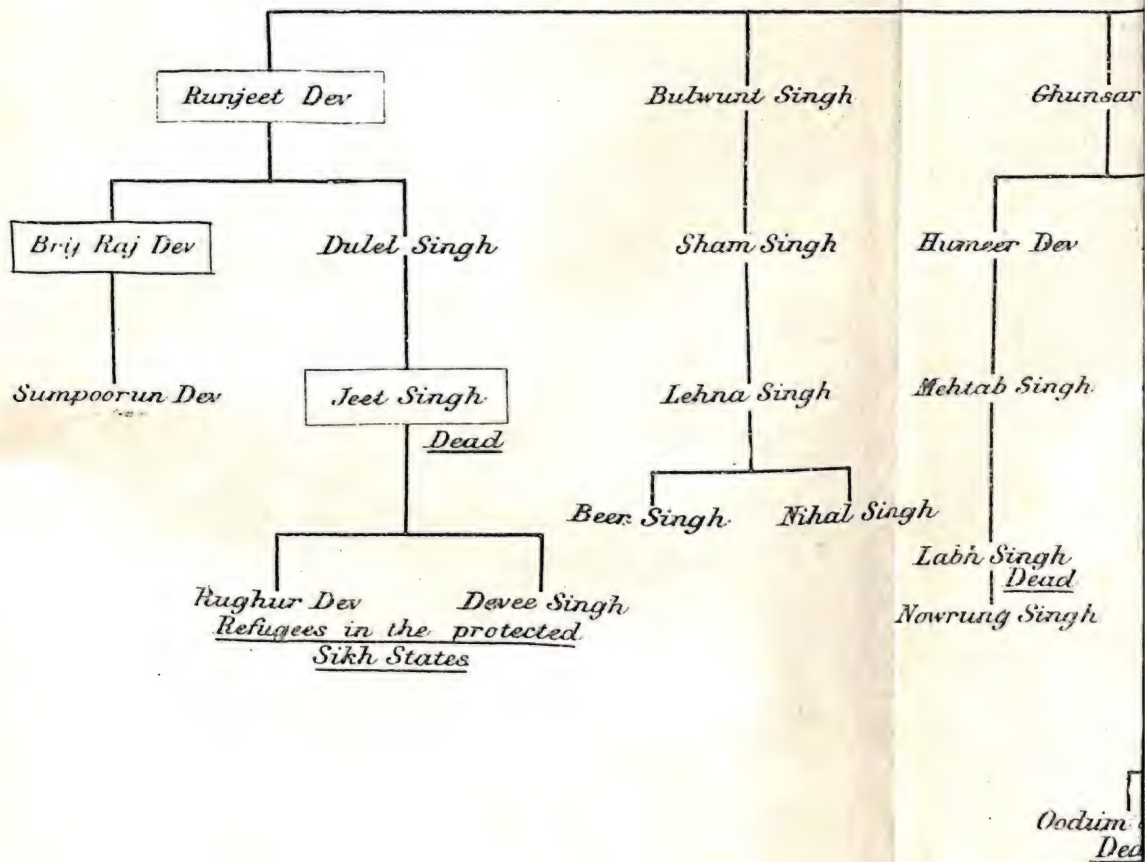 Runjeet Dev
Bulwunt Singh
Ghunsar
Brij Raj Dev
Dulel Singh
Sham Singh
Humeer Dev
Sumpoorun Dev
Jeet Singh
Dead
Lehna Singh
Mehtab Singh
Beer Singh
Nihal Singh
Labh Singh
Dead
Rughur Dev
Devee Singh
Nowrung Singh
Refugees in the protected
Sikh States
Oodum